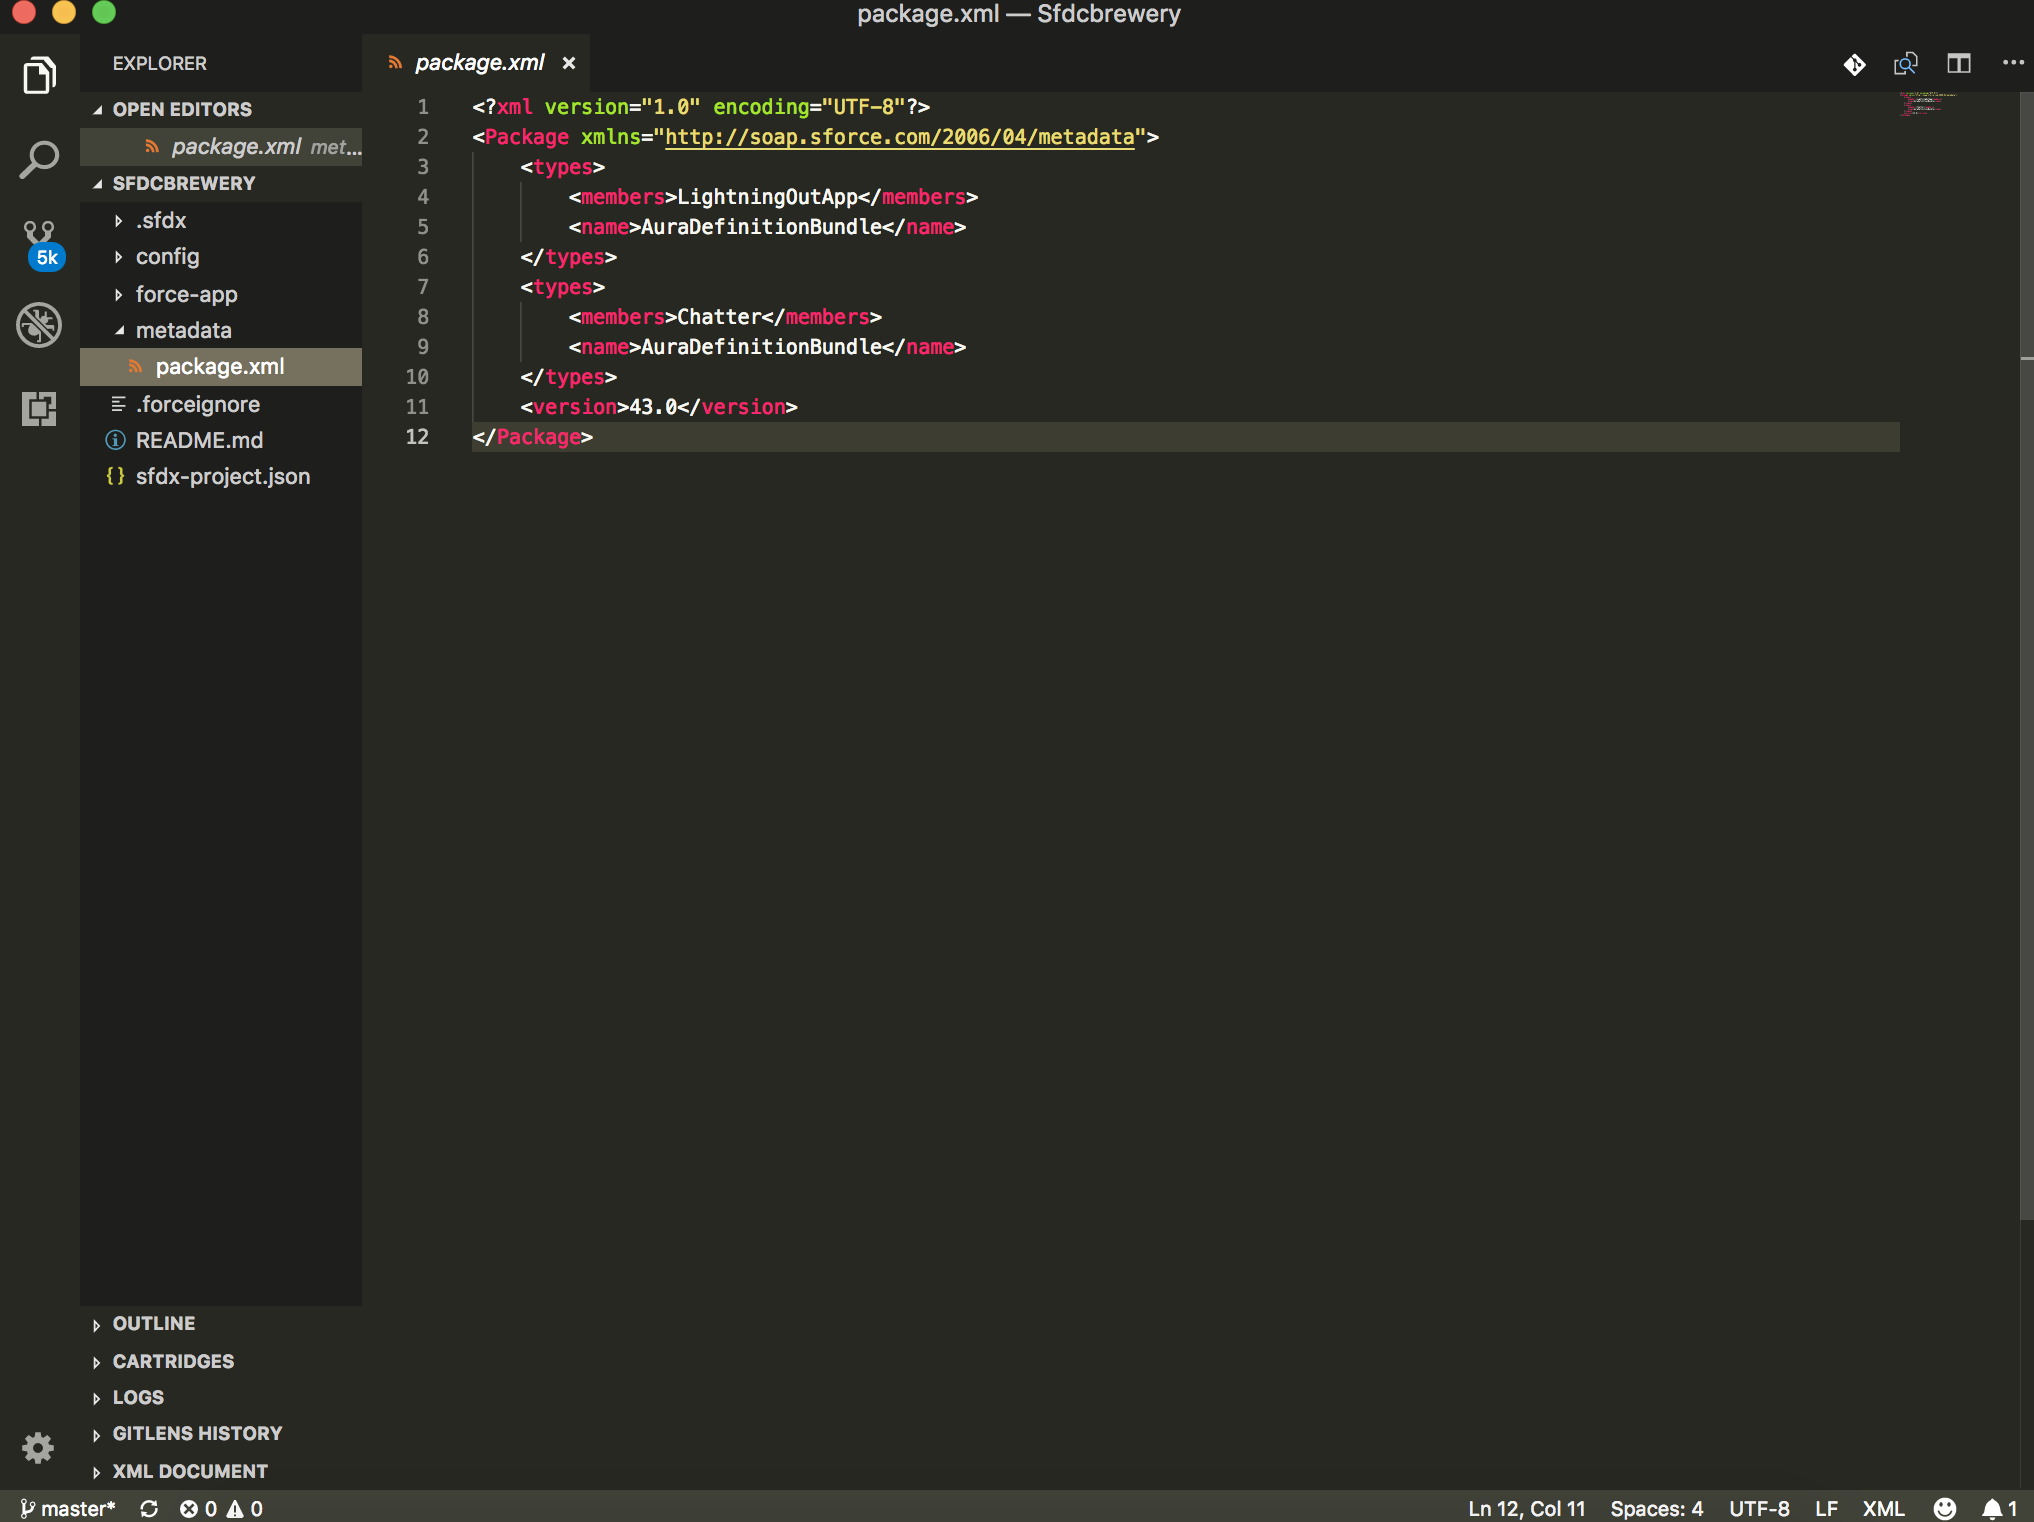 package.xml — Sfdcbrewery
EXPLORER
OPEN EDITORS
package.xml met...
SFDCBREWERY
.sfdx
config
force-app
metadata
package.xml
.forceignore
README.md
sfdx-project.json
OUTLINE
CARTRIDGES
LOGS
GITLENS HISTORY
XML DOCUMENT
5k
package.xml ×
1 <?xml version="1.0" encoding="UTF-8"?>
2 <Package xmlns="http://soap.sforce.com/2006/04/metadata">
3 <types>
4 <members>LightningOutApp</members>
5 <name>AuraDefinitionBundle</name>
6 </types>
7 <types>
8 <members>Chatter</members>
9 <name>AuraDefinitionBundle</name>
10 </types>
11 <version>43.0</version>
12 </Package>
master* 0 0 Ln 12, Col 11 Spaces: 4 UTF-8 LF XML 1